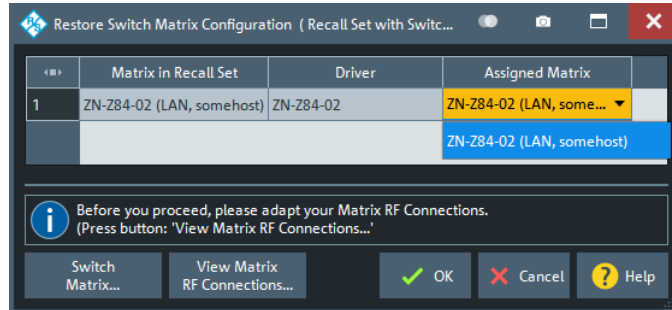 Restore Switch Matrix Configuration ( Recall Set with Switc...
Matrix in Recall Set Driver Assigned Matrix
1 ZN-Z84-02 (LAN, somehost) ZN-Z84-02 ZN-Z84-02 (LAN, some...
ZN-Z84-02 (LAN, somehost)
Before you proceed, please adapt your Matrix RF Connections.
(Press button: 'View Matrix RF Connections...'
Switch Matrix...
View Matrix RF Connections...
OK
Cancel
Help